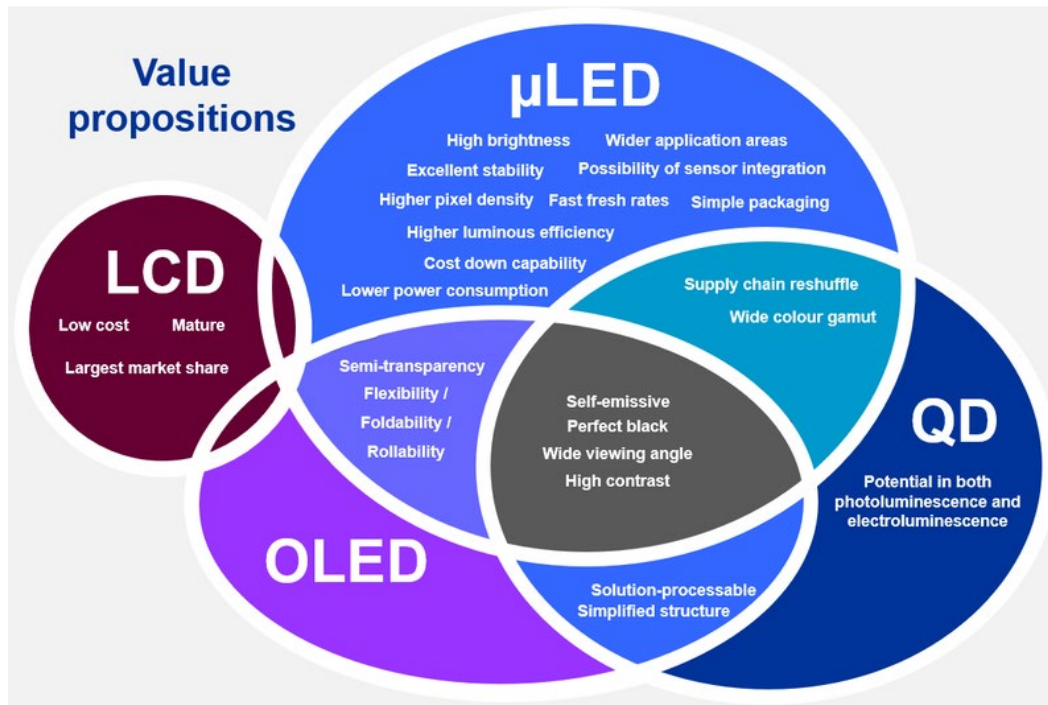 Value
propositions
µLED
High brightness
Wider application areas
Excellent stability
Possibility of sensor integration
Higher pixel density
Fast fresh rates
Simple packaging
Higher luminous efficiency
Cost down capability
Lower power consumption
LCD
Low cost
Mature
Largest market share
Supply chain reshuffle
Wide colour gamut
Semi-transparency
Flexibility /
Foldability /
Rollability
Self-emissive
Perfect black
Wide viewing angle
High contrast
QD
Potential in both
photoluminescence and
electroluminescence
OLED
Solution-processable
Simplified structure